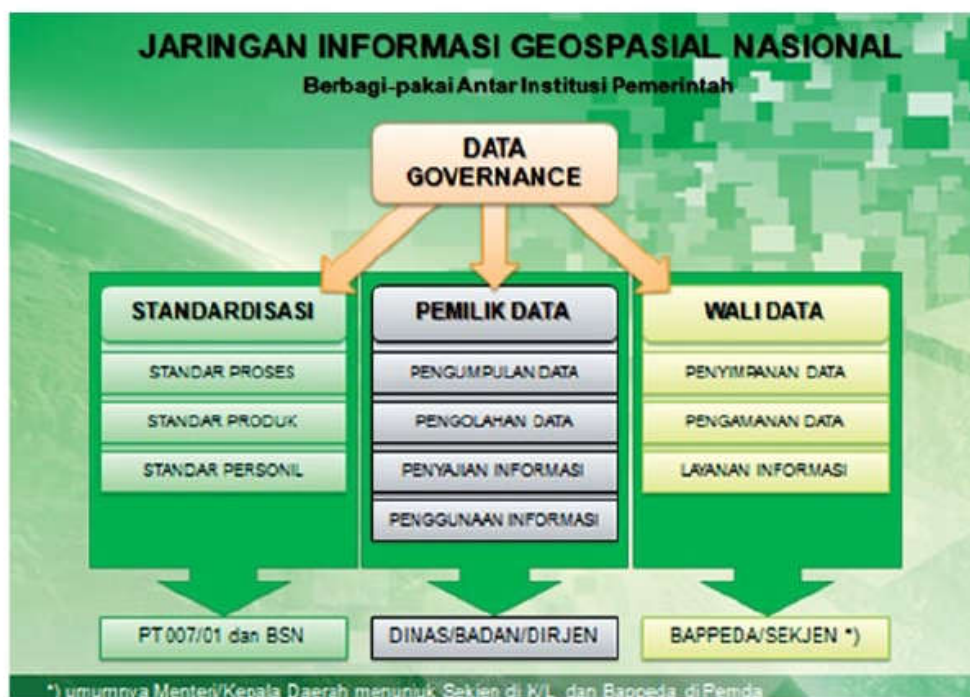 JARINGAN INFORMASI GEOSPASIAL NASIONAL
Berbagi-pakai Antar Institusi Pemerintah
DATA
GOVERNANCE
STANDARDISASI
STANDAR PROSES
STANDAR PRODUK
STANDAR PERSONIL
PT 007/01 dan BSN
PEMILIK DATA
PENGUMPULAN DATA
PENGOLAHAN DATA
PENYAJIAN INFORMASI
PENGGUNAAN INFORMASI
DINAS/BADAN/DIRJEN
WALI DATA
PENYIMPANAN DATA
PENGAMANAN DATA
LAYANAN INFORMASI
BAPPEDA/SEKJEN *)
*) umumnya Menteri/Kepala Daerah menunjuk Sekjen di K/L dan Bappeda di Pemda